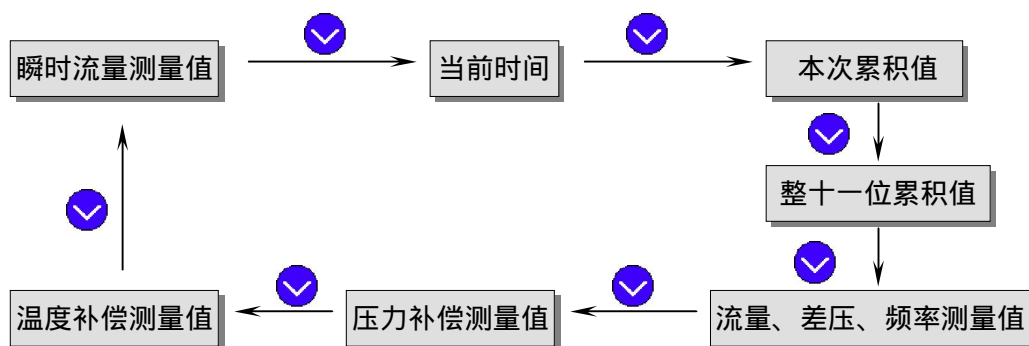 瞬时流量测量值
当前时间
本次累积值
整十一位累积值
温度补偿测量值
压力补偿测量值
流量、差压、频率测量值